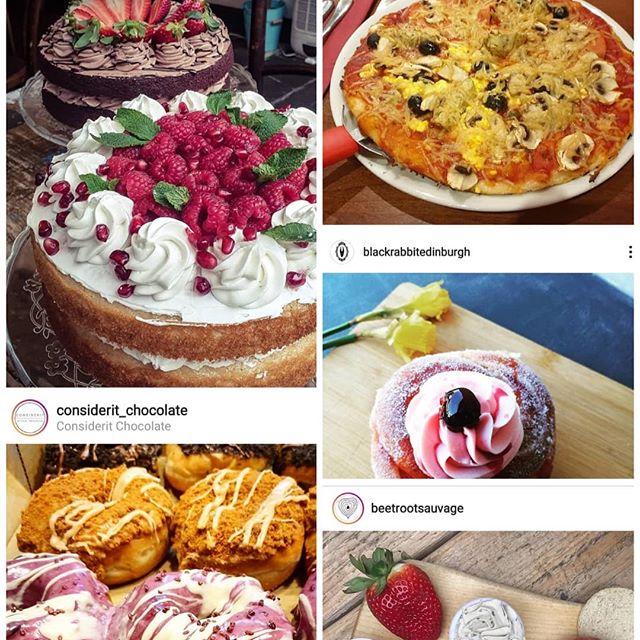 considerit_chocolate
Considerit Chocolate
blackrabbitedinburgh
beetrootsauvage